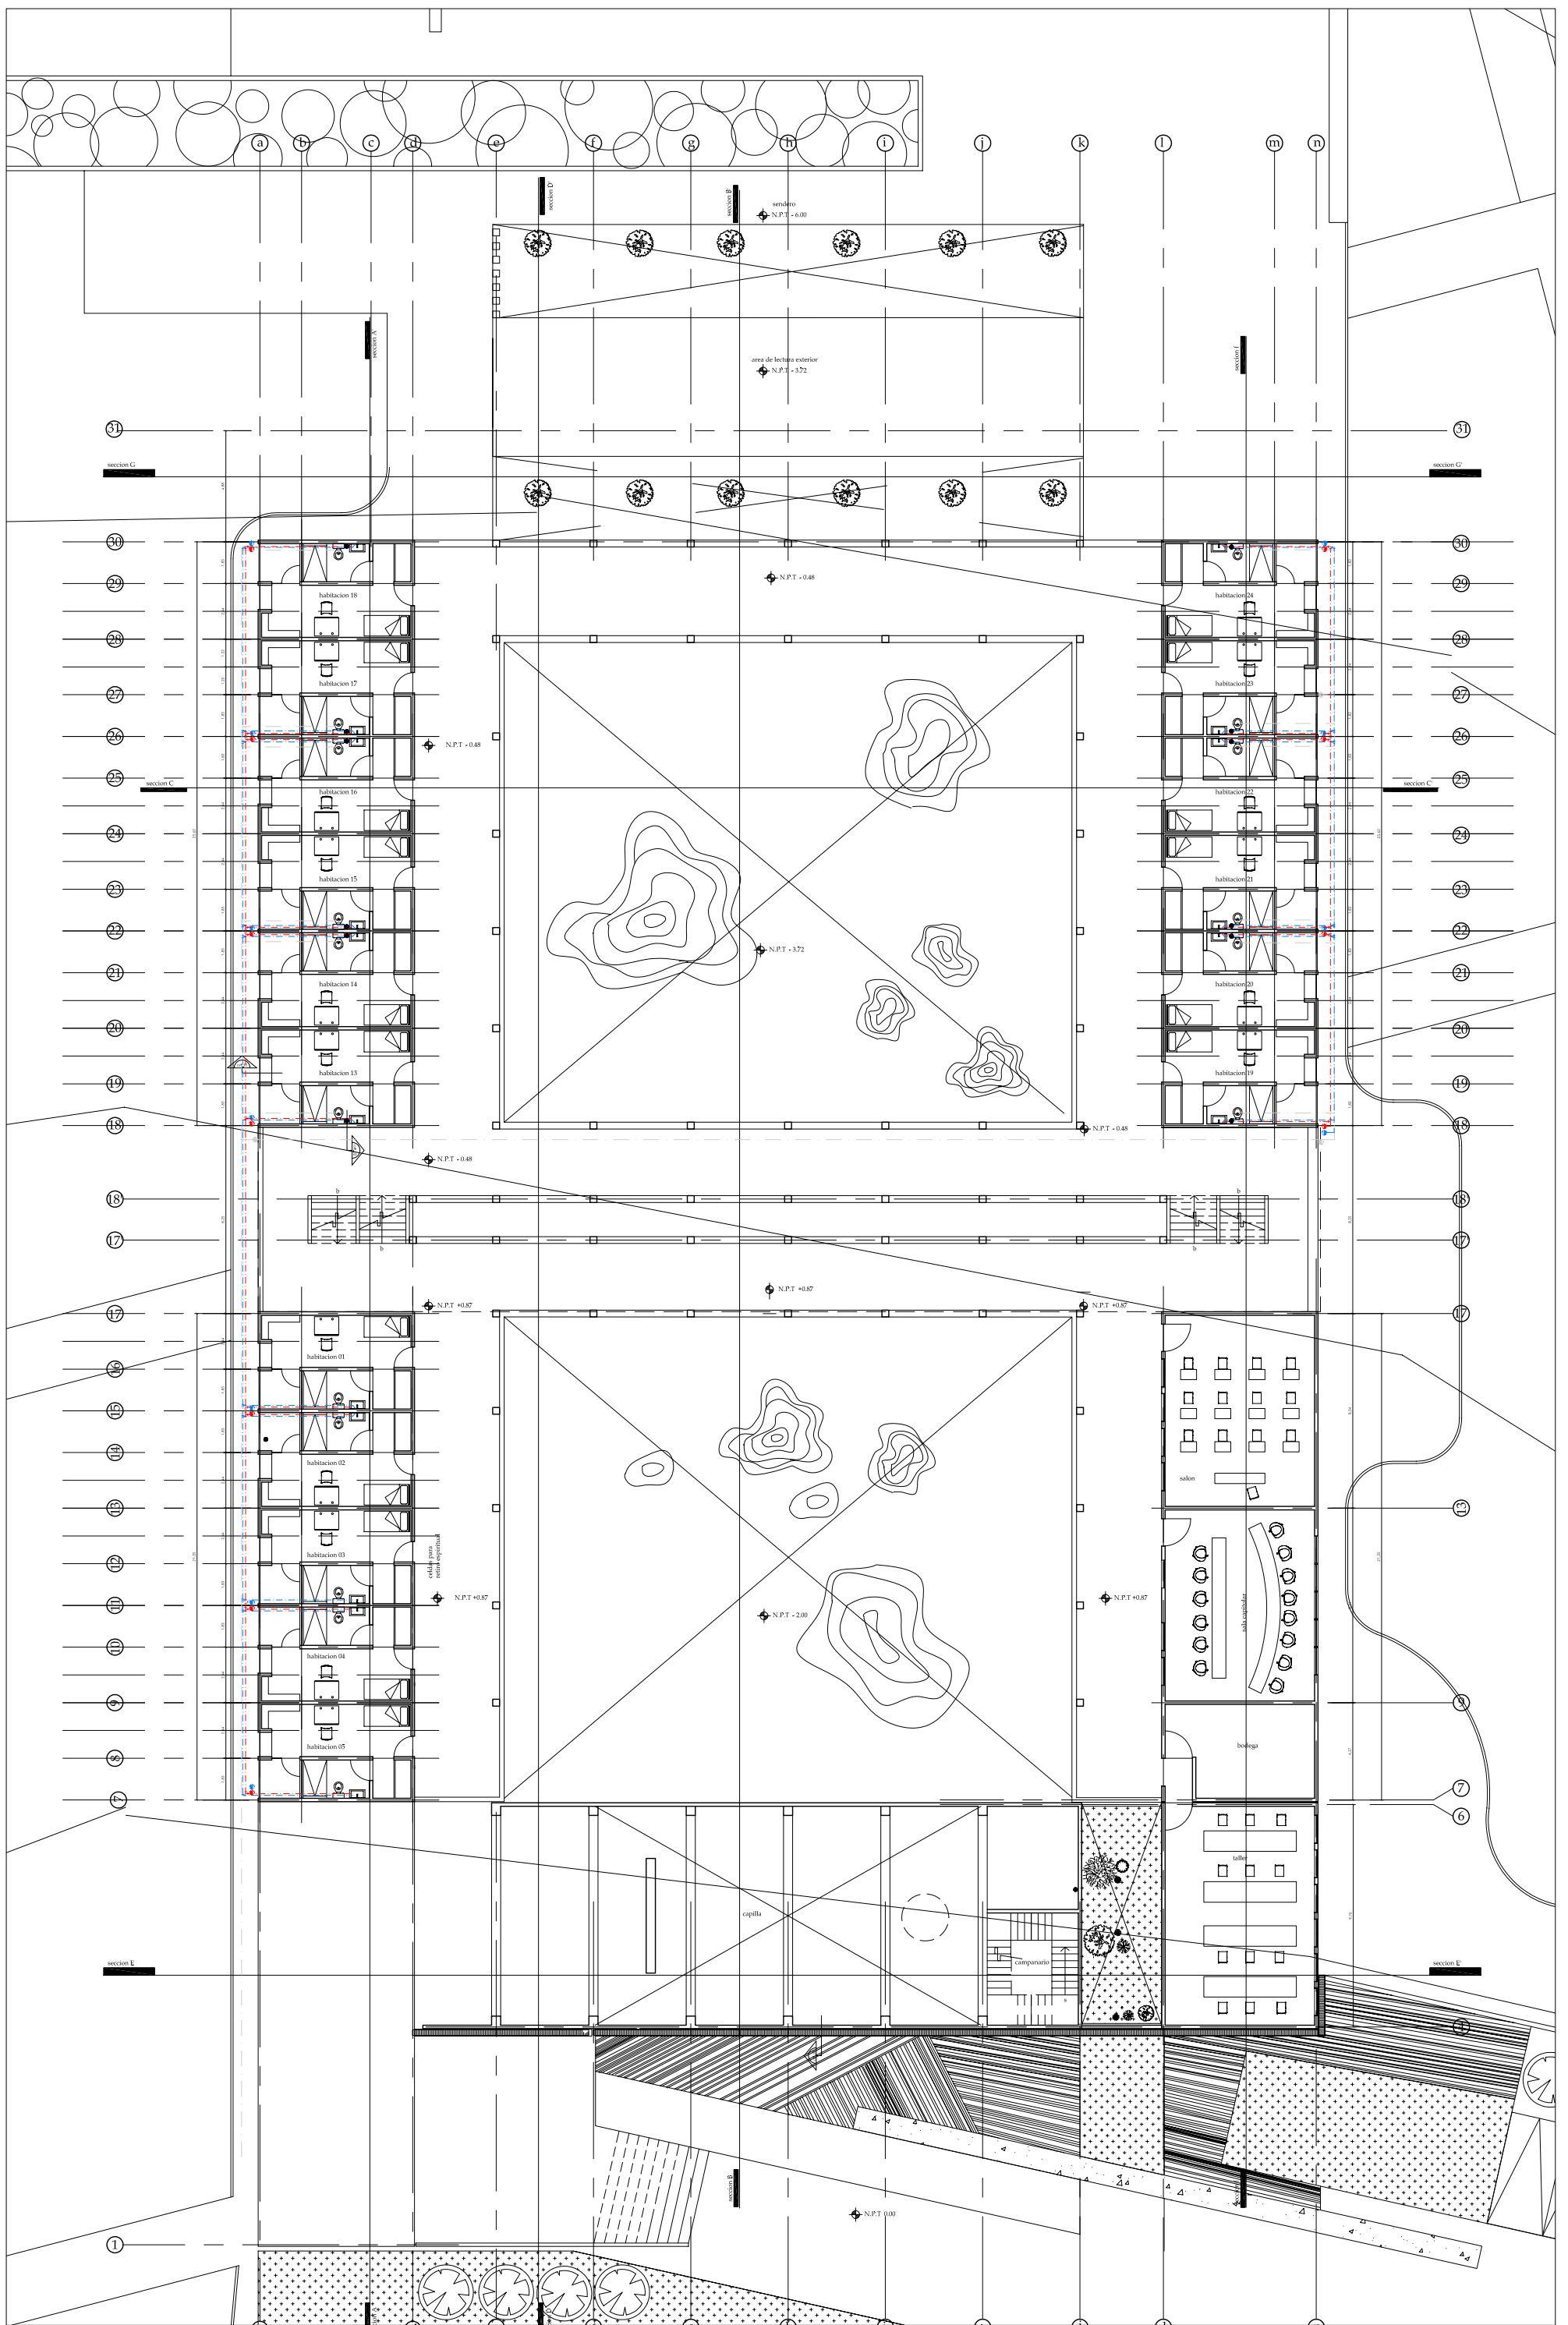 a b c d e f g h i j k l m n
seccion D'
seccion B'
sendero
N.P.T - 6.00
seccion A'
seccion f
area de lectura exterior
N.P.T - 3.72
31 31
seccion G seccion G'
30 30
N.P.T - 0.48
29 29
habitacion 18 habitacion 24
28 28
habitacion 17 habitacion 23
27 27
26 26
N.P.T - 0.48
25 25
seccion C seccion C'
habitacion 16 habitacion 22
24 24
habitacion 15 habitacion 21
23 23
22 22
N.P.T - 3.72
21 21
habitacion 14 habitacion 20
20 20
habitacion 13 habitacion 19
19 19
18 18
N.P.T - 0.48
N.P.T - 0.48
b b
18 18
17 17
b b
N.P.T +0.87
N.P.T +0.87 N.P.T +0.87
17 17
habitacion 01
16
15
14
habitacion 02
salon
13 13
habitacion 03
12
celdas para
retiro espiritual
sala capitular
11
N.P.T +0.87 N.P.T +0.87
N.P.T - 2.00
10
habitacion 04
9 9
habitacion 05 bodega
8
7 7
6
taller
capilla
campanario
seccion E seccion E'
seccion B
N.P.T 0.00
1